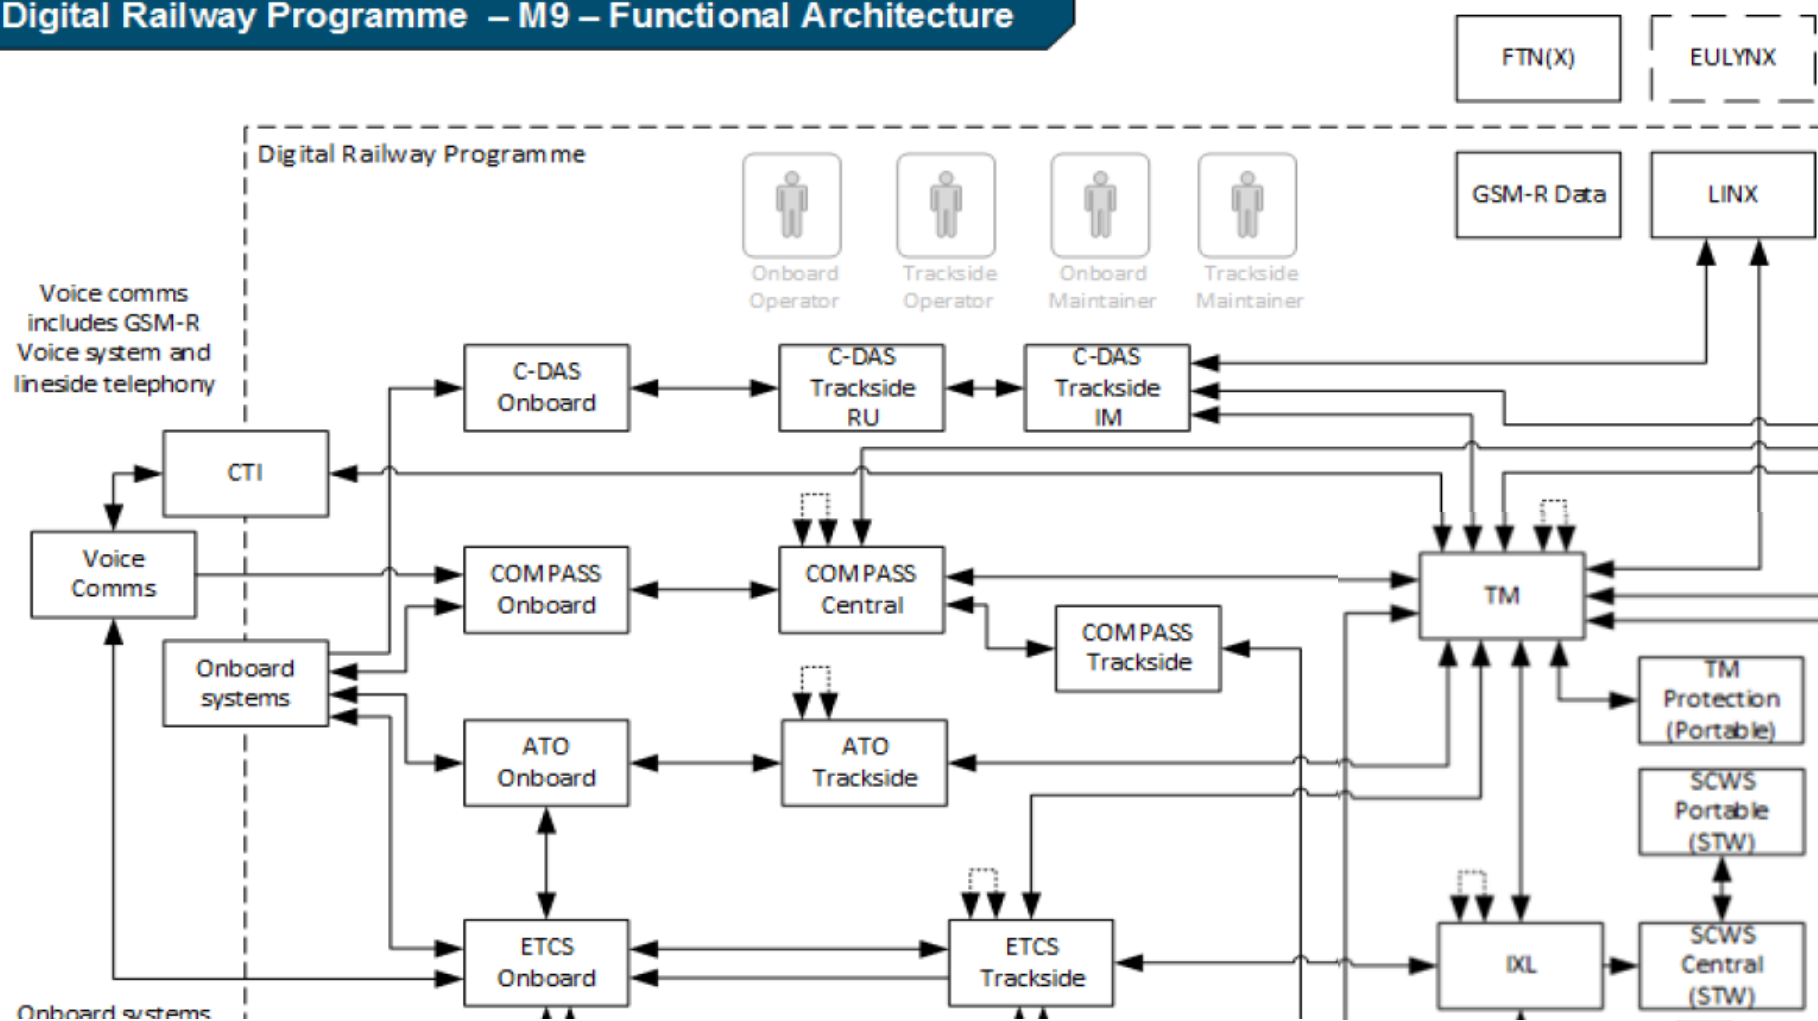 Digital Railway Programme – M9 – Functional Architecture
FTN(X)
EULYNX
Digital Railway Programme
GSM-R Data
LINX
Onboard
Operator
Trackside
Operator
Onboard
Maintainer
Trackside
Maintainer
Voice comms
includes GSM-R
Voice system and
lineside telephony
C-DAS
Onboard
C-DAS
Trackside
RU
C-DAS
Trackside
IM
CTI
Voice
Comms
COMPASS
Onboard
COMPASS
Central
TM
COMPASS
Trackside
Onboard
systems
TM
Protection
(Portable)
ATO
Onboard
ATO
Trackside
SCWS
Portable
(STW)
ETCS
Onboard
ETCS
Trackside
IXL
SCWS
Central
(STW)
Onboard systems